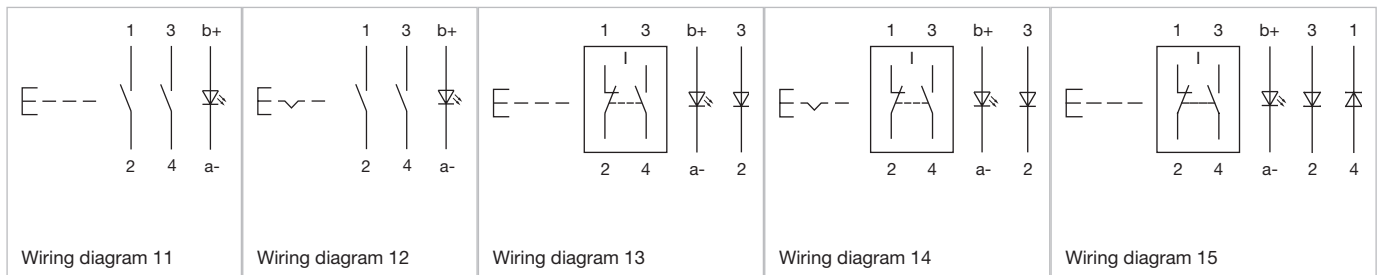 1 3 b+
2 4 a-
Wiring diagram 11
1 3 b+
2 4 a-
Wiring diagram 12
1 3 b+ 3
I
2 4 a- 2
Wiring diagram 13
1 3 b+ 3
I
2 4 a- 2
Wiring diagram 14
1 3 b+ 3 1
I
2 4 a- 2 4
Wiring diagram 15